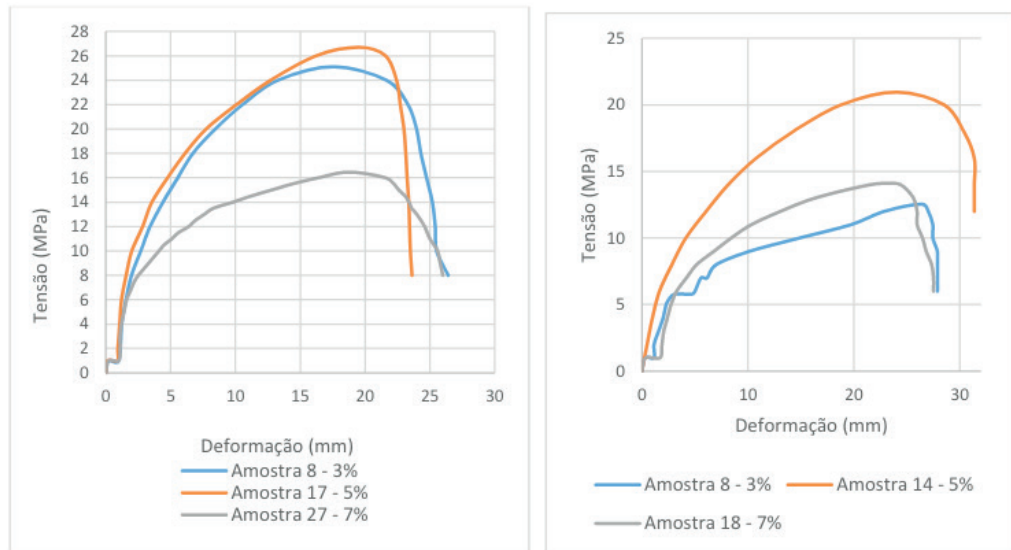 28
26
24
22
20
18
16
14
12
10
8
6
4
2
0
Tensão (MPa)
0 5 10 15 20 25 30
Deformação (mm)
Amostra 8 - 3%
Amostra 17 - 5%
Amostra 27 - 7%
25
20
15
10
5
0
Tensão (MPa)
0 10 20 30
Deformação (mm)
Amostra 8 - 3% Amostra 14 - 5%
Amostra 18 - 7%